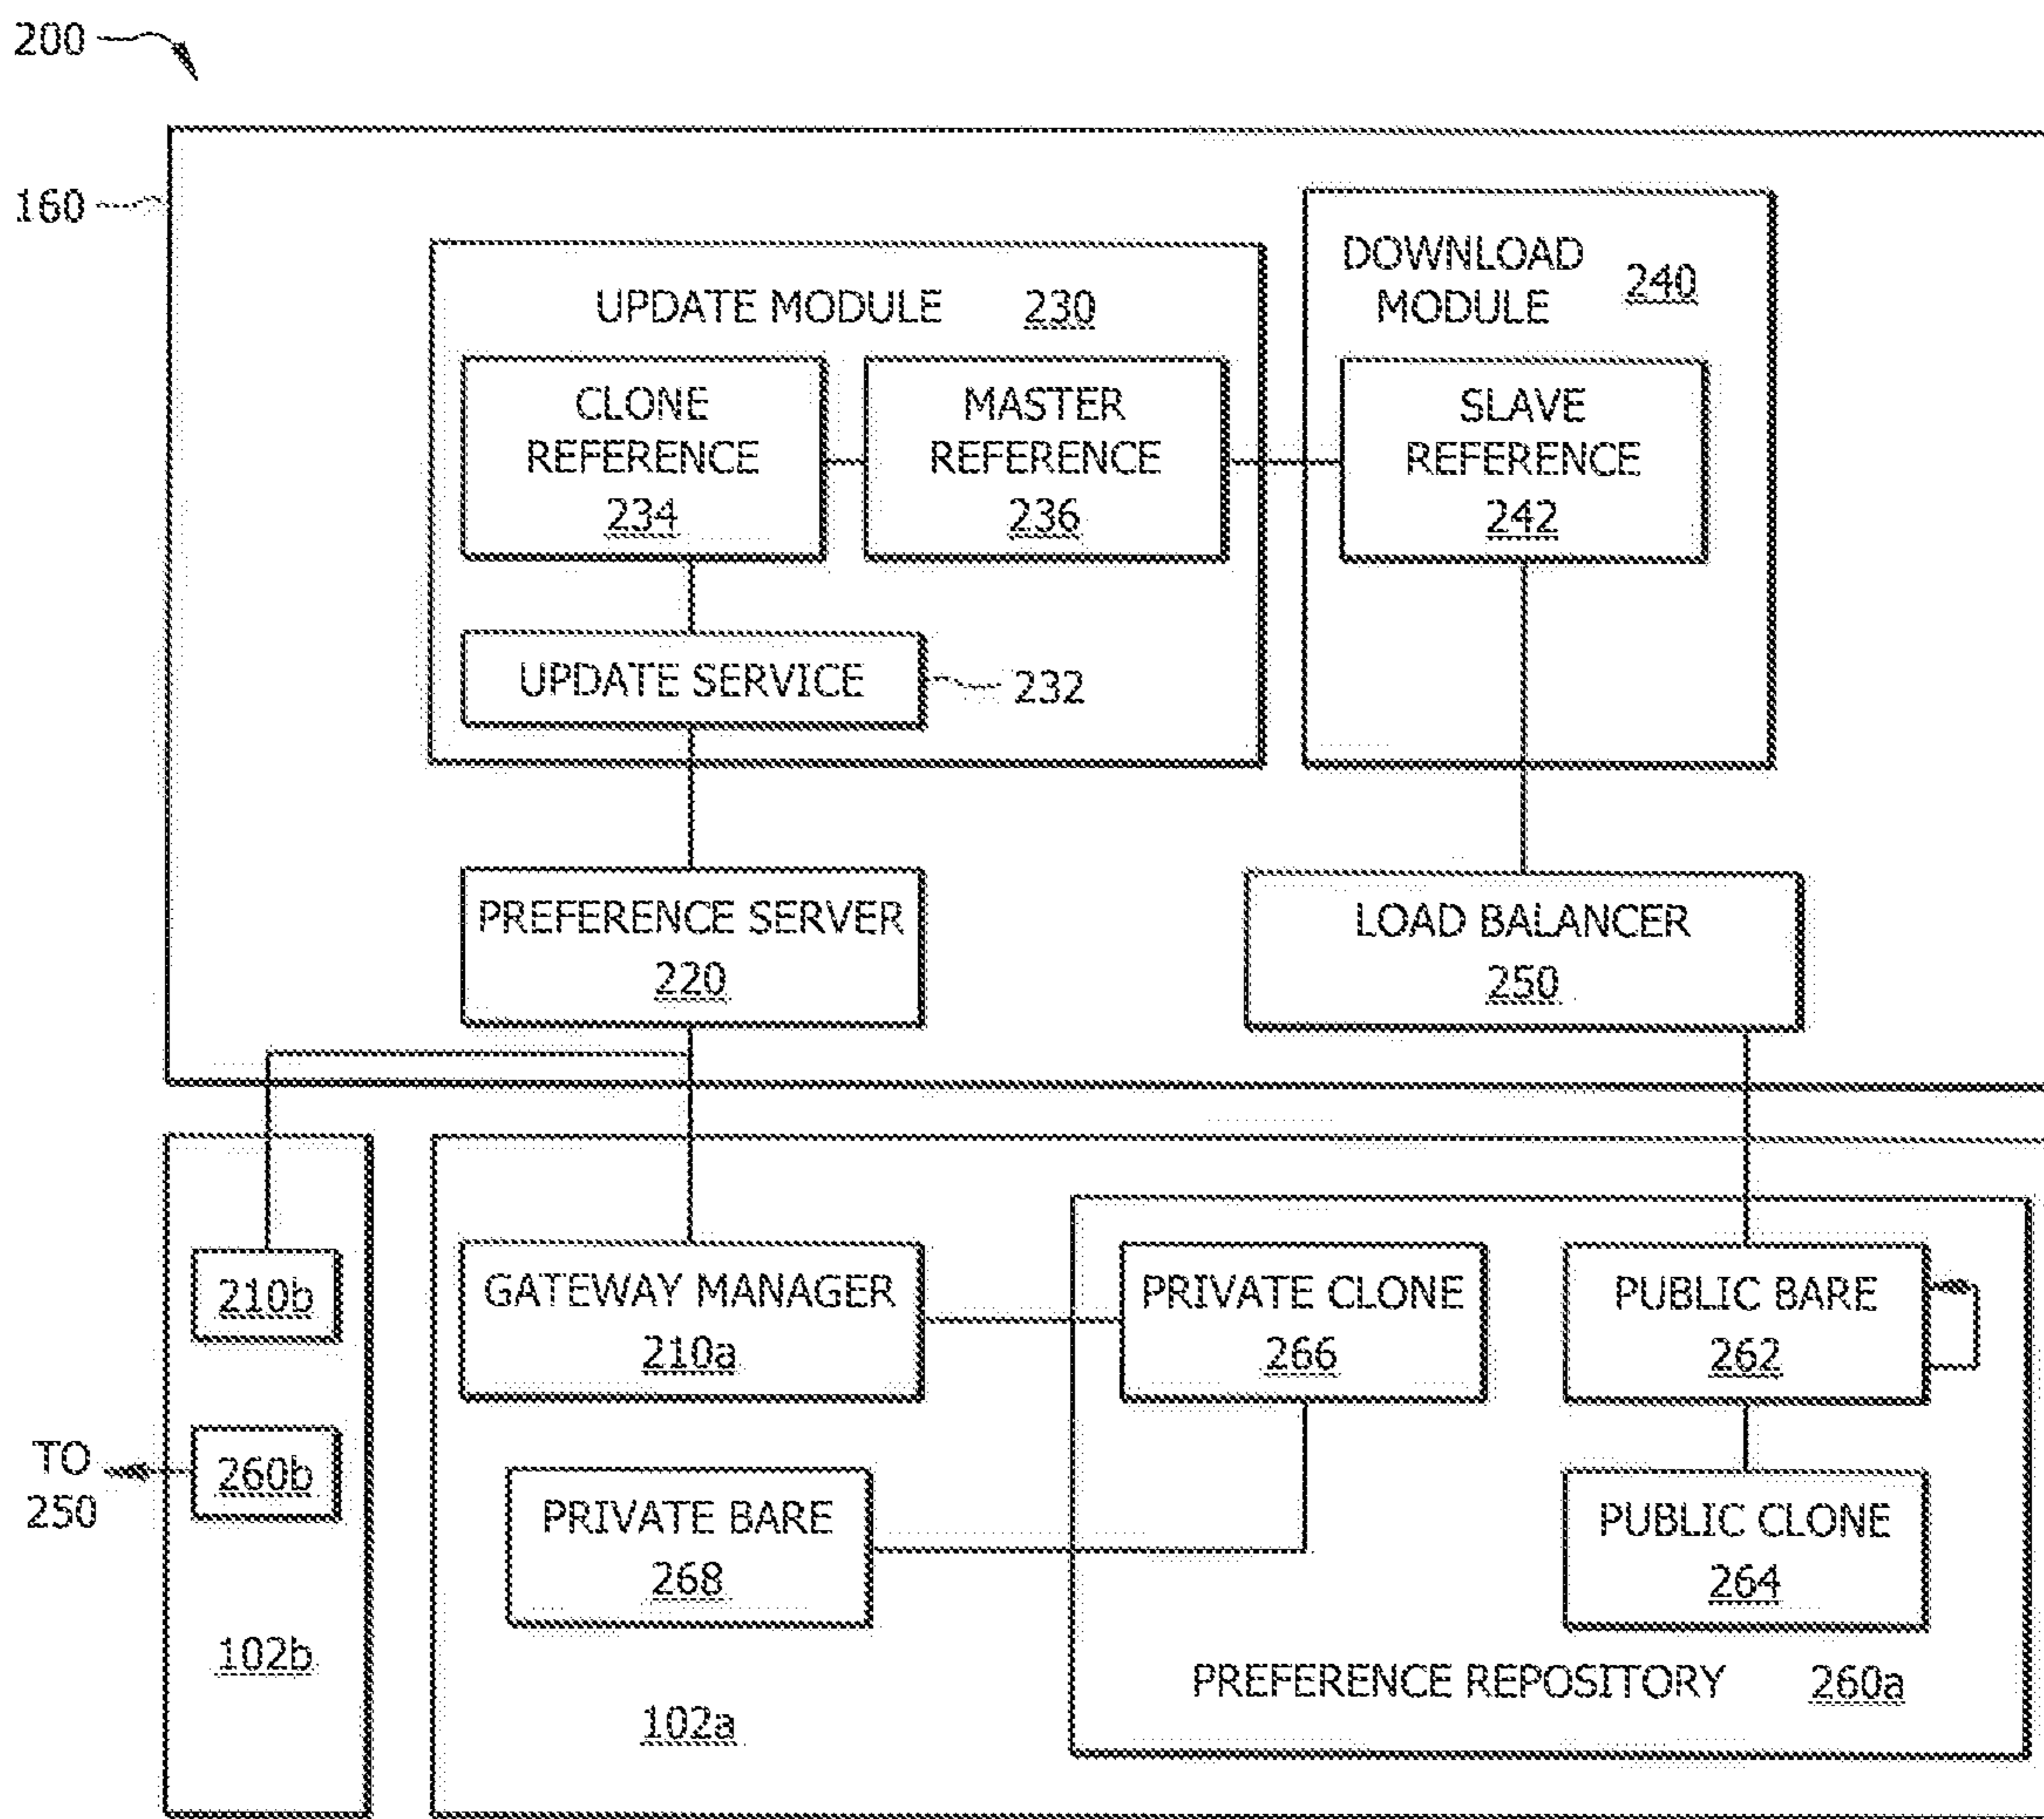 200
160
UPDATE MODULE 230
DOWNLOAD
MODULE 240
CLONE
REFERENCE
234
MASTER
REFERENCE
236
SLAVE
REFERENCE
242
UPDATE SERVICE
232
PREFERENCE SERVER
220
LOAD BALANCER
250
210b
GATEWAY MANAGER
210a
PRIVATE CLONE
266
PUBLIC BARE
262
TO
250
260b
PRIVATE BARE
268
PUBLIC CLONE
264
102b
102a
PREFERENCE REPOSITORY 260a